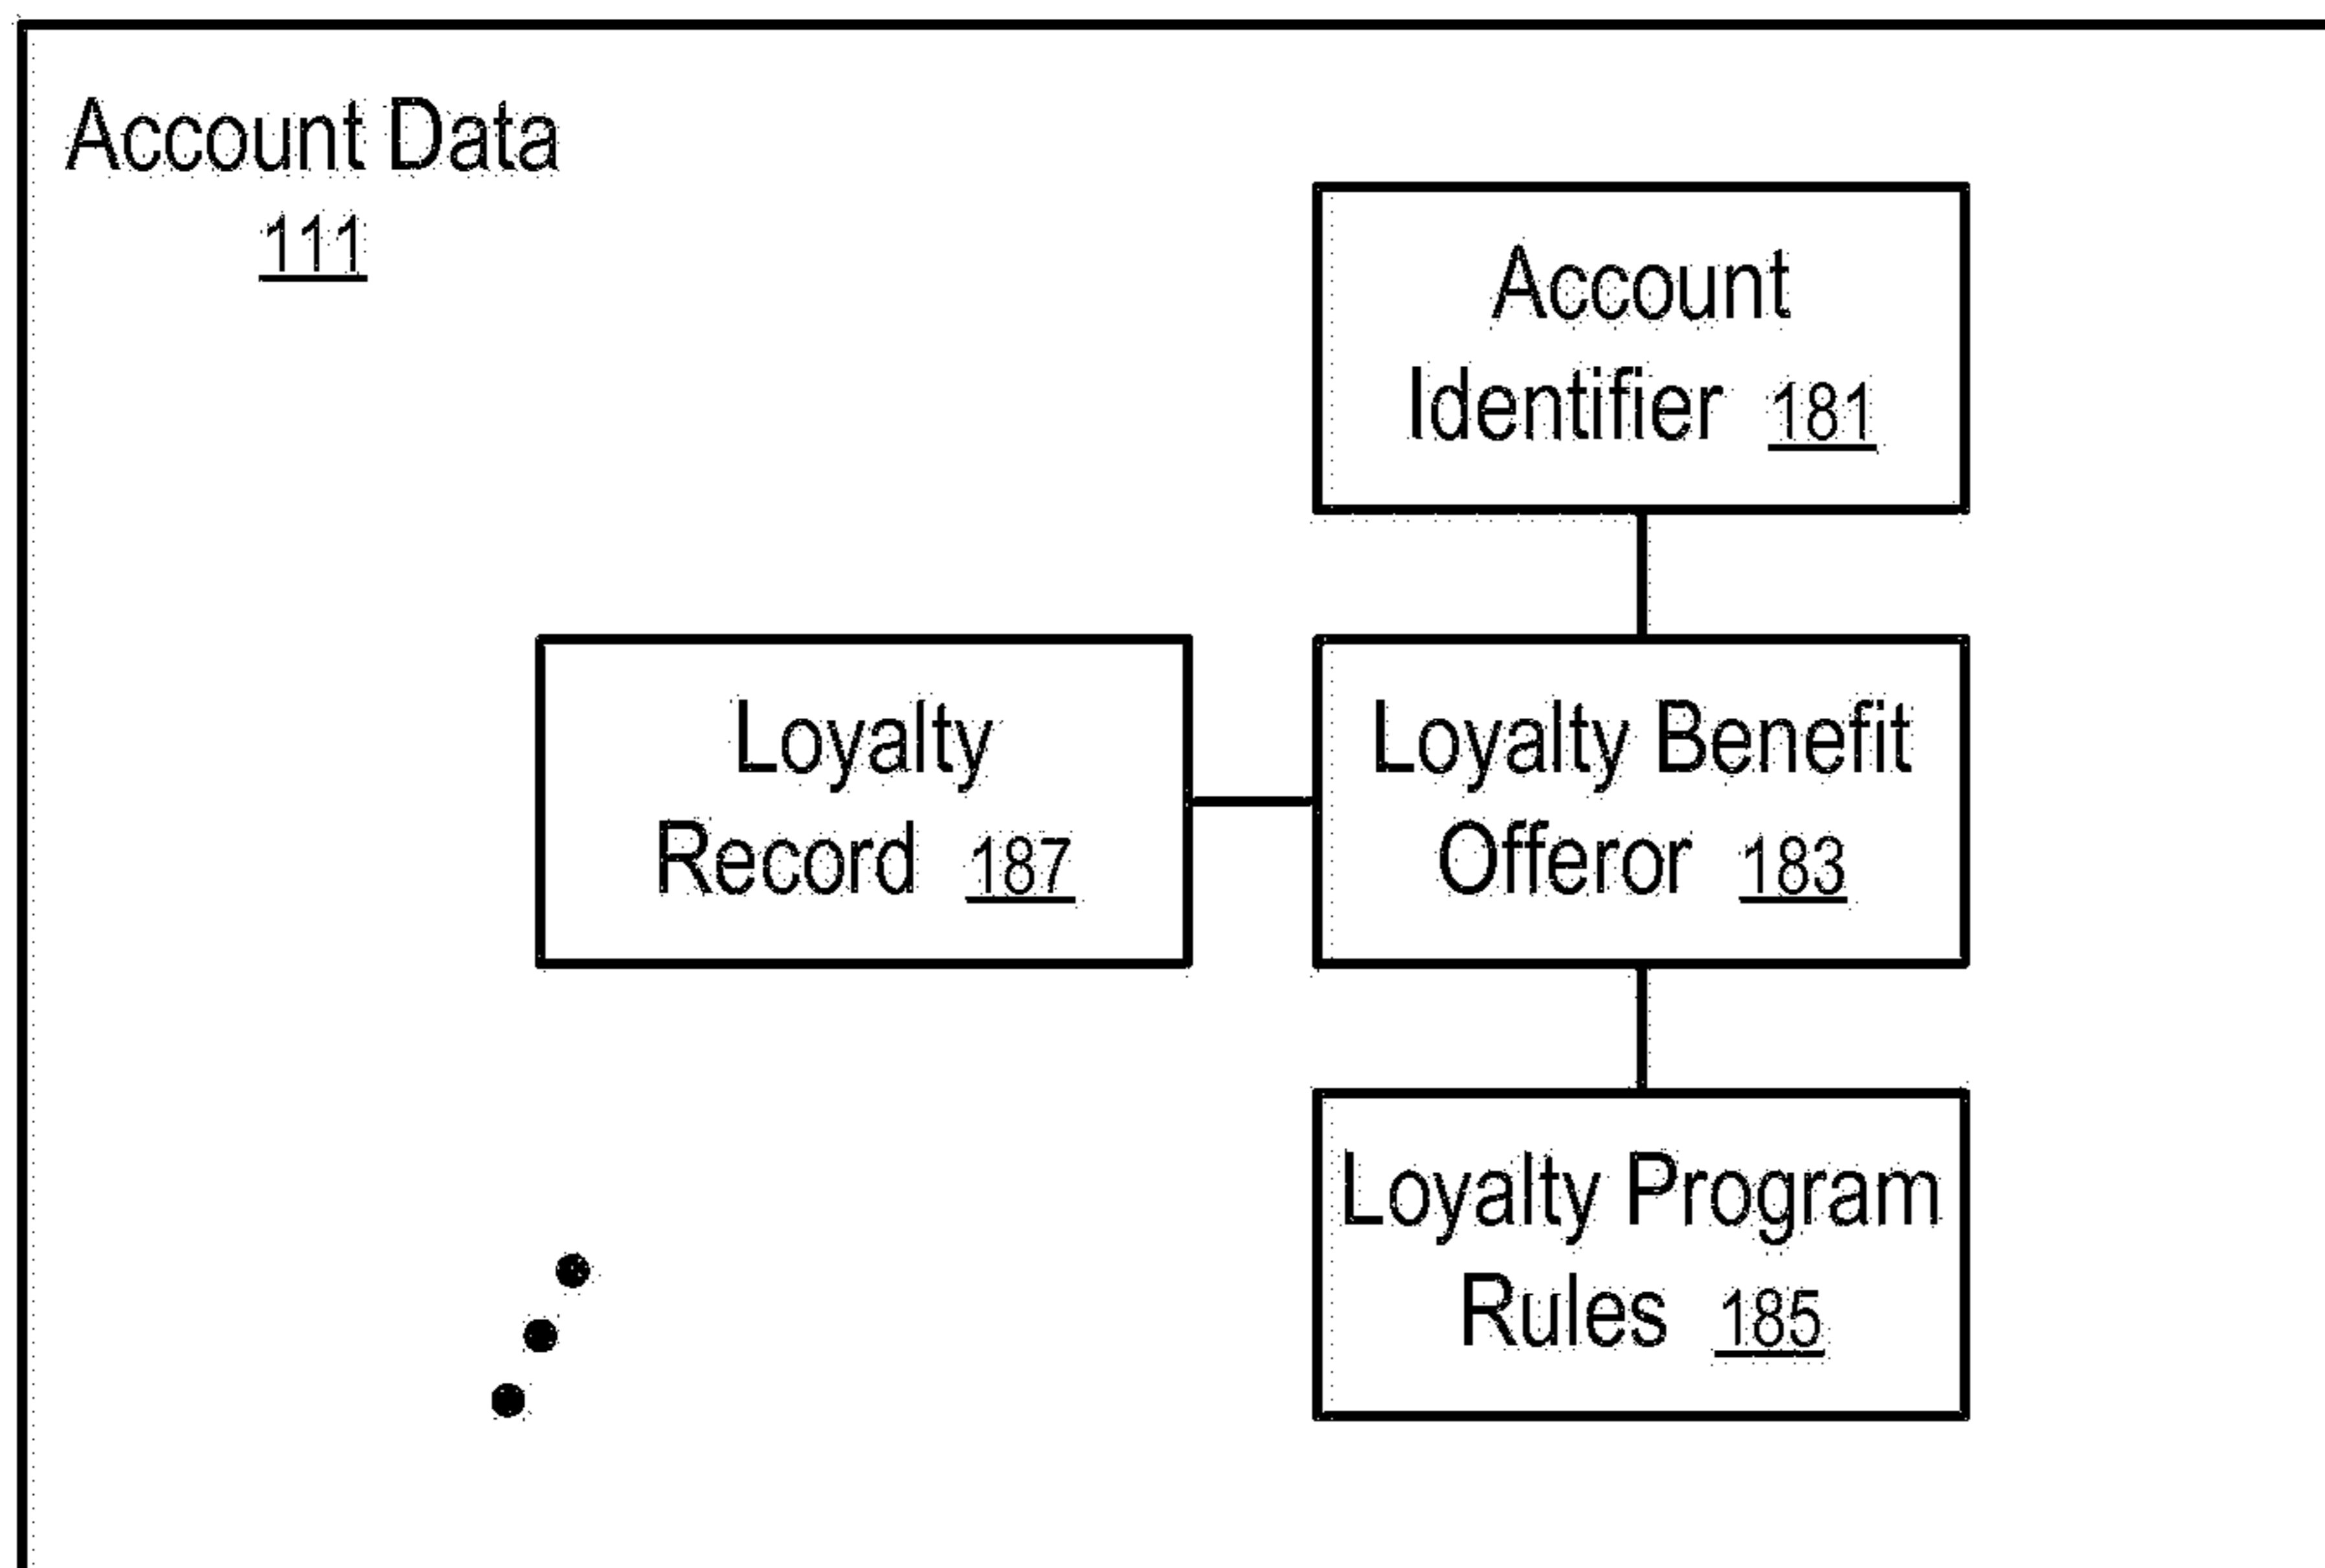 Account Data
111
Account
Identifier 181
Loyalty
Record 187
Loyalty Benefit
Offeror 183
Loyalty Program
Rules 185